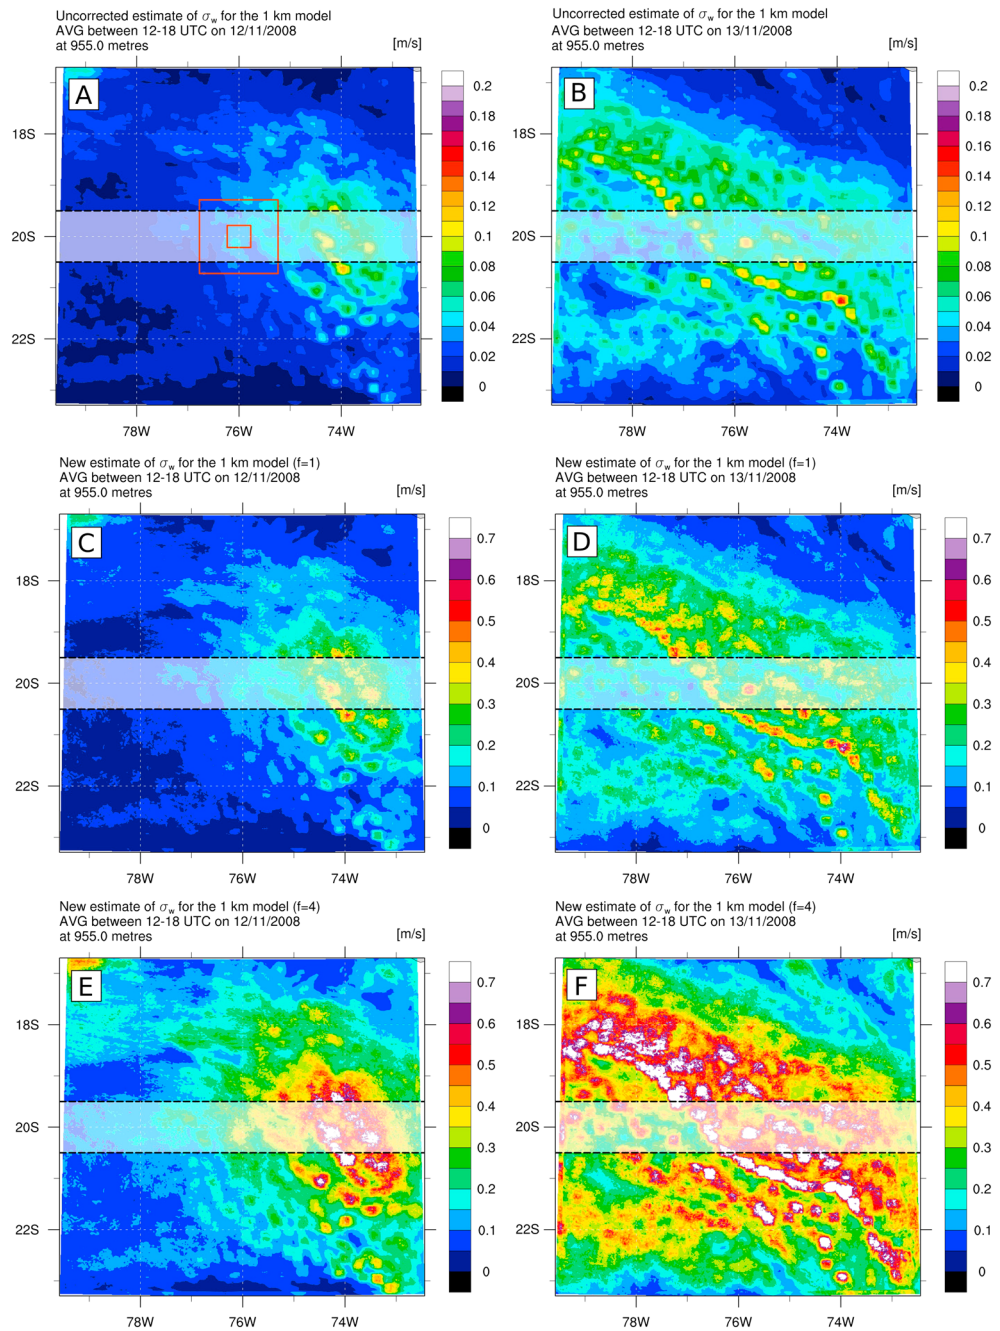 Uncorrected estimate of σw for the 1 km model
AVG between 12-18 UTC on 12/11/2008
at 955.0 metres
[m/s]
A
18S
20S
22S
78W
76W
74W
0.2
0.18
0.16
0.14
0.12
0.1
0.08
0.06
0.04
0.02
0
Uncorrected estimate of σw for the 1 km model
AVG between 12-18 UTC on 13/11/2008
at 955.0 metres
[m/s]
B
18S
20S
22S
78W
76W
74W
0.2
0.18
0.16
0.14
0.12
0.1
0.08
0.06
0.04
0.02
0
New estimate of σw for the 1 km model (f=1)
AVG between 12-18 UTC on 12/11/2008
at 955.0 metres
[m/s]
C
18S
20S
22S
78W
76W
74W
0.7
0.6
0.5
0.4
0.3
0.2
0.1
0
New estimate of σw for the 1 km model (f=1)
AVG between 12-18 UTC on 13/11/2008
at 955.0 metres
[m/s]
D
18S
20S
22S
78W
76W
74W
0.7
0.6
0.5
0.4
0.3
0.2
0.1
0
New estimate of σw for the 1 km model (f=4)
AVG between 12-18 UTC on 12/11/2008
at 955.0 metres
[m/s]
E
18S
20S
22S
78W
76W
74W
0.7
0.6
0.5
0.4
0.3
0.2
0.1
0
New estimate of σw for the 1 km model (f=4)
AVG between 12-18 UTC on 13/11/2008
at 955.0 metres
[m/s]
F
18S
20S
22S
78W
76W
74W
0.7
0.6
0.5
0.4
0.3
0.2
0.1
0